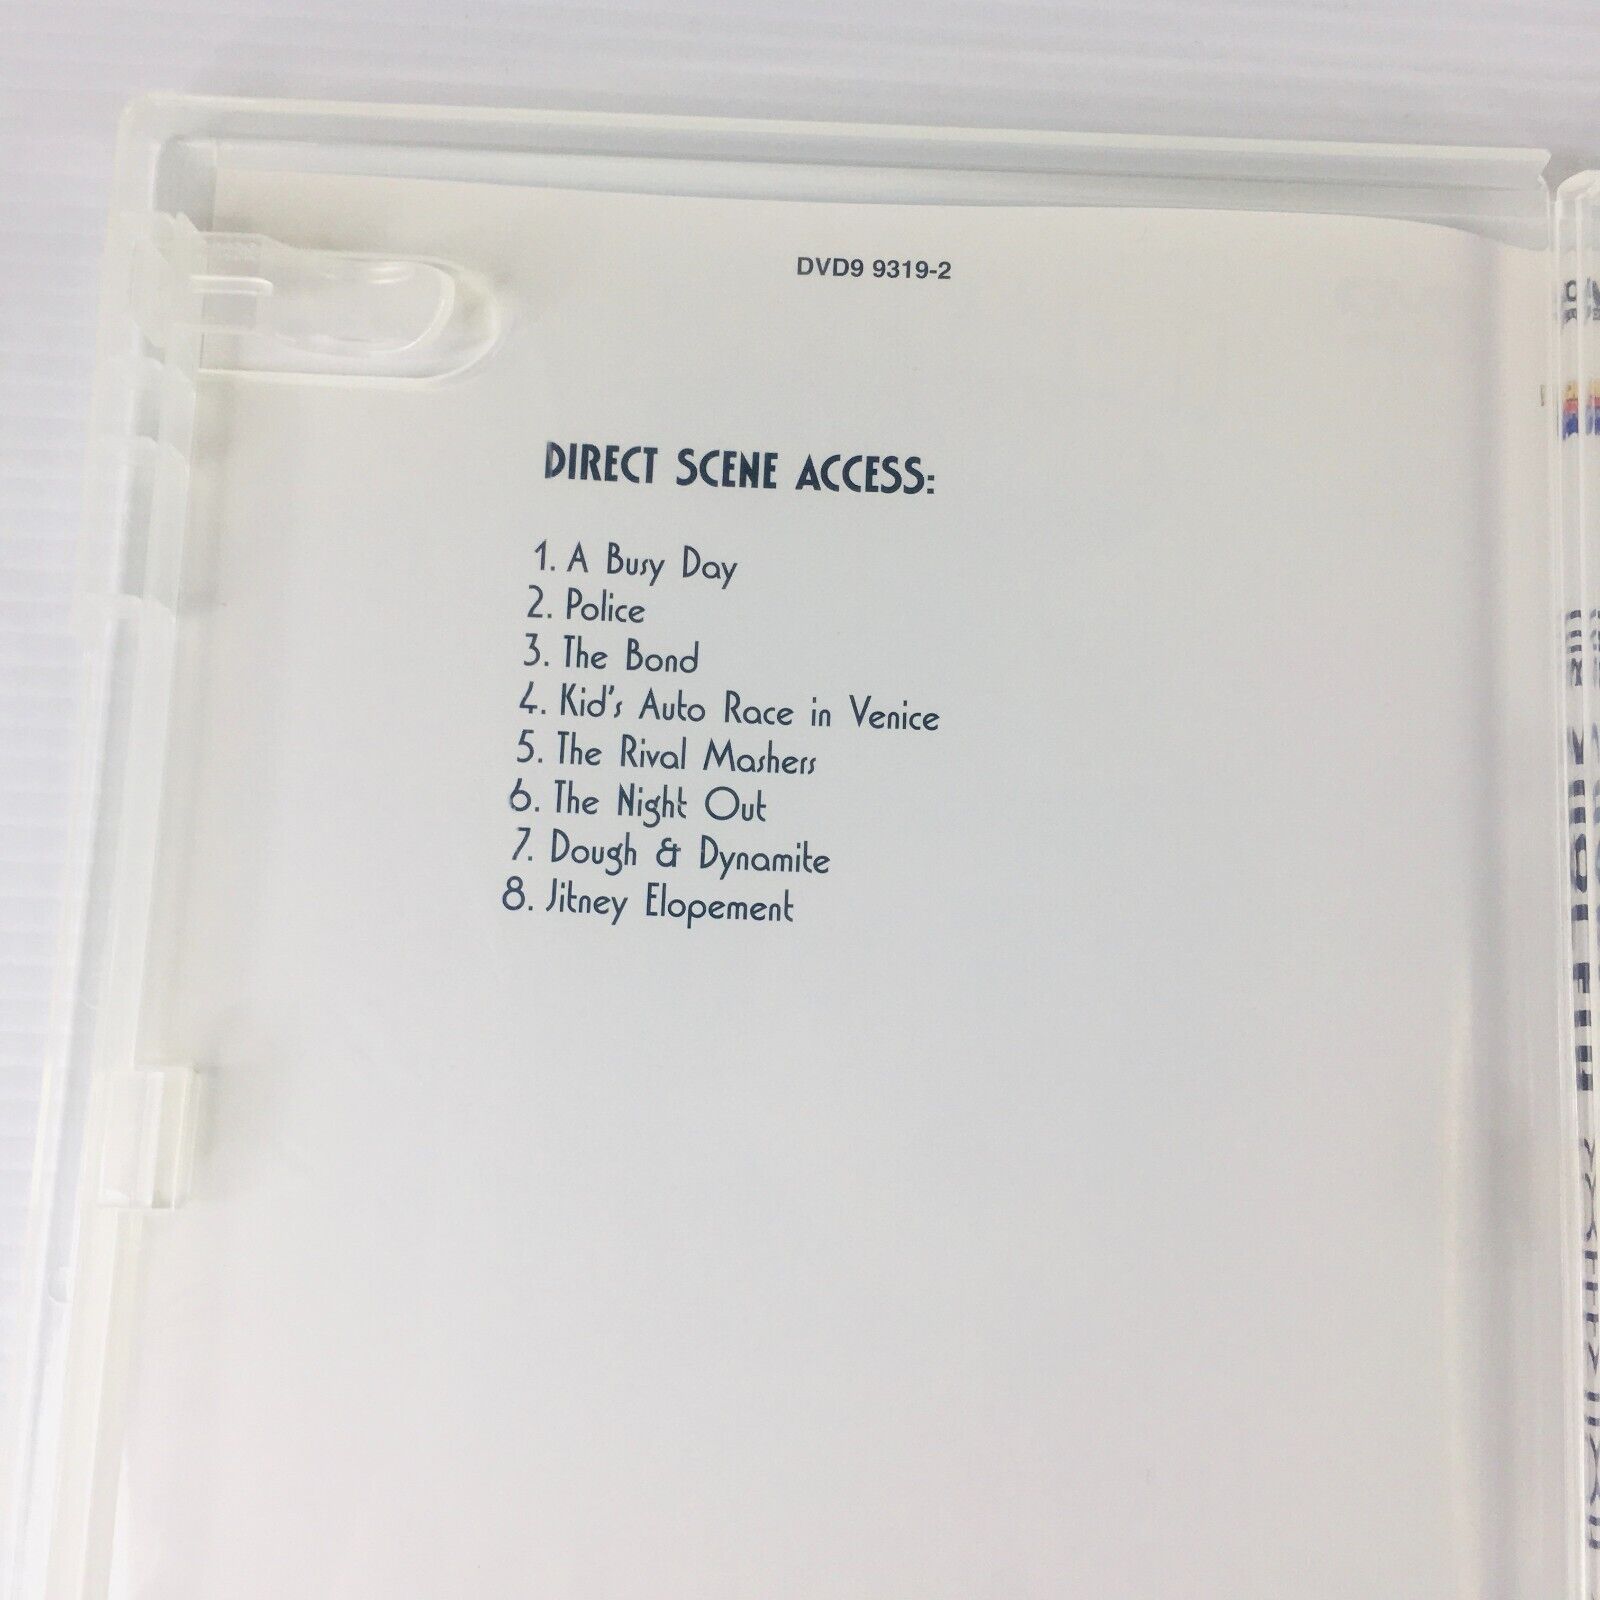 DVD9 9319-2
DIRECT SCENE ACCESS:
1. A Busy Day
2. Police
3. The Bond
4. Kid's Auto Race in Venice
5. The Rival Mashers
6. The Night Out
7. Dough & Dynamite
8. Jitney Elopement